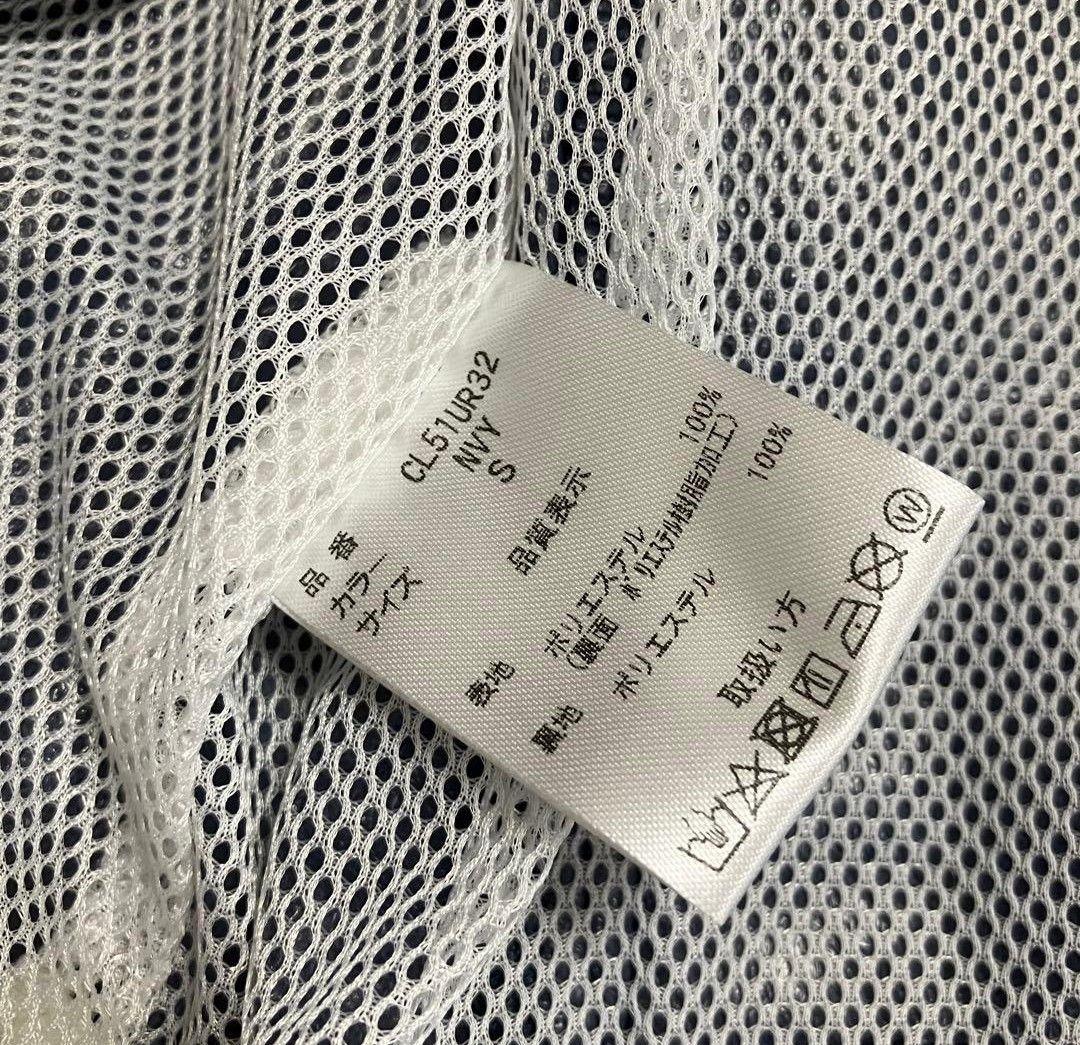 品番 CL51UR32
カラー NVY
サイズ S
品質表示
表地 ポリエステル 100%
(裏面 ポリエステル樹脂加工)
裏地 ポリエステル 100%
取扱い方
W